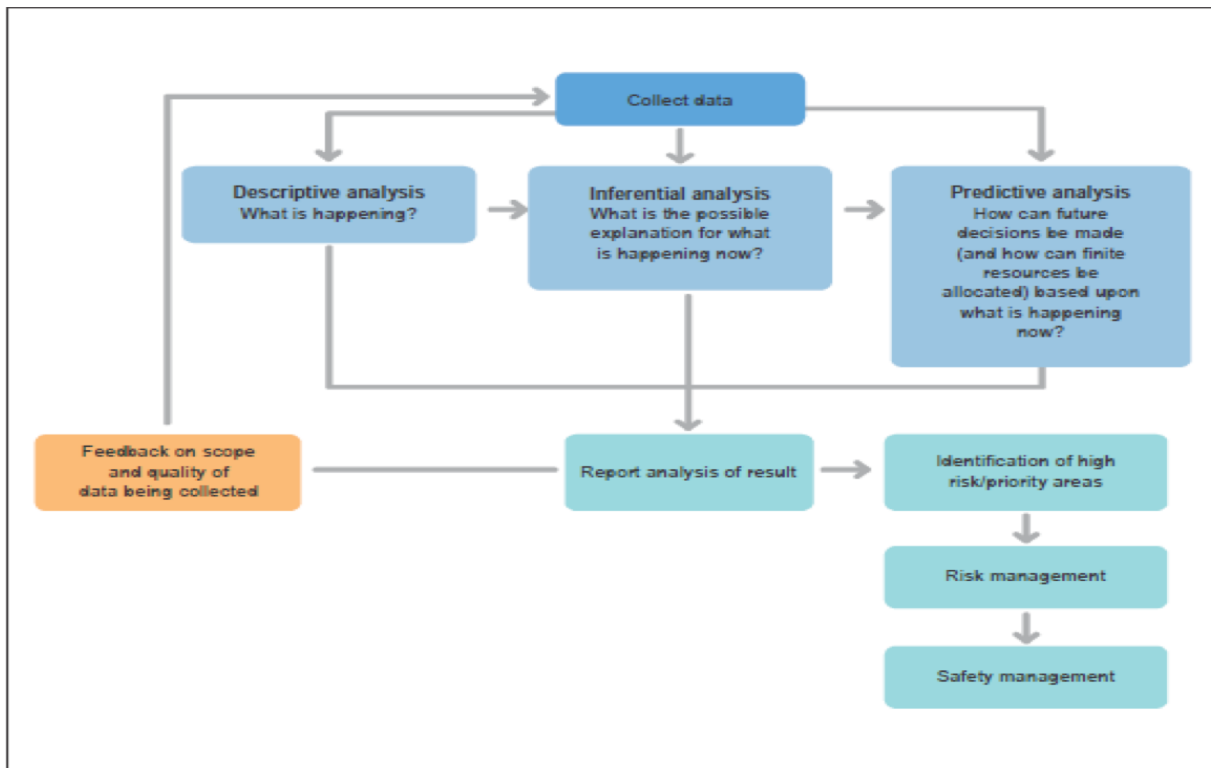 Collect data
Descriptive analysis
What is happening?
Inferential analysis
What is the possible
explanation for what
is happening now?
Predictive analysis
How can future
decisions be made
(and how can finite
resources be
allocated) based upon
what is happening
now?
Feedback on scope
and quality of
data being collected
Report analysis of result
Identification of high
risk/priority areas
Risk management
Safety management